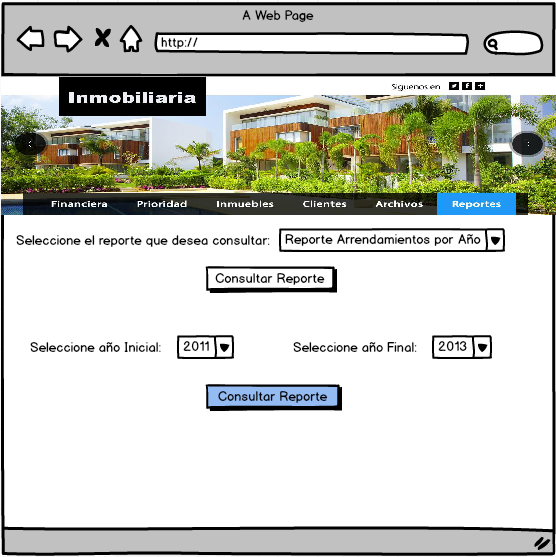 A Web Page
http://
Siguenos en
Inmobiliaria
Financiera Prioridad Inmuebles Clientes Archivos Reportes
Seleccione el reporte que desea consultar: Reporte Arrendamientos por Año
Consultar Reporte
Seleccione año Inicial: 2011 Seleccione año Final: 2013
Consultar Reporte